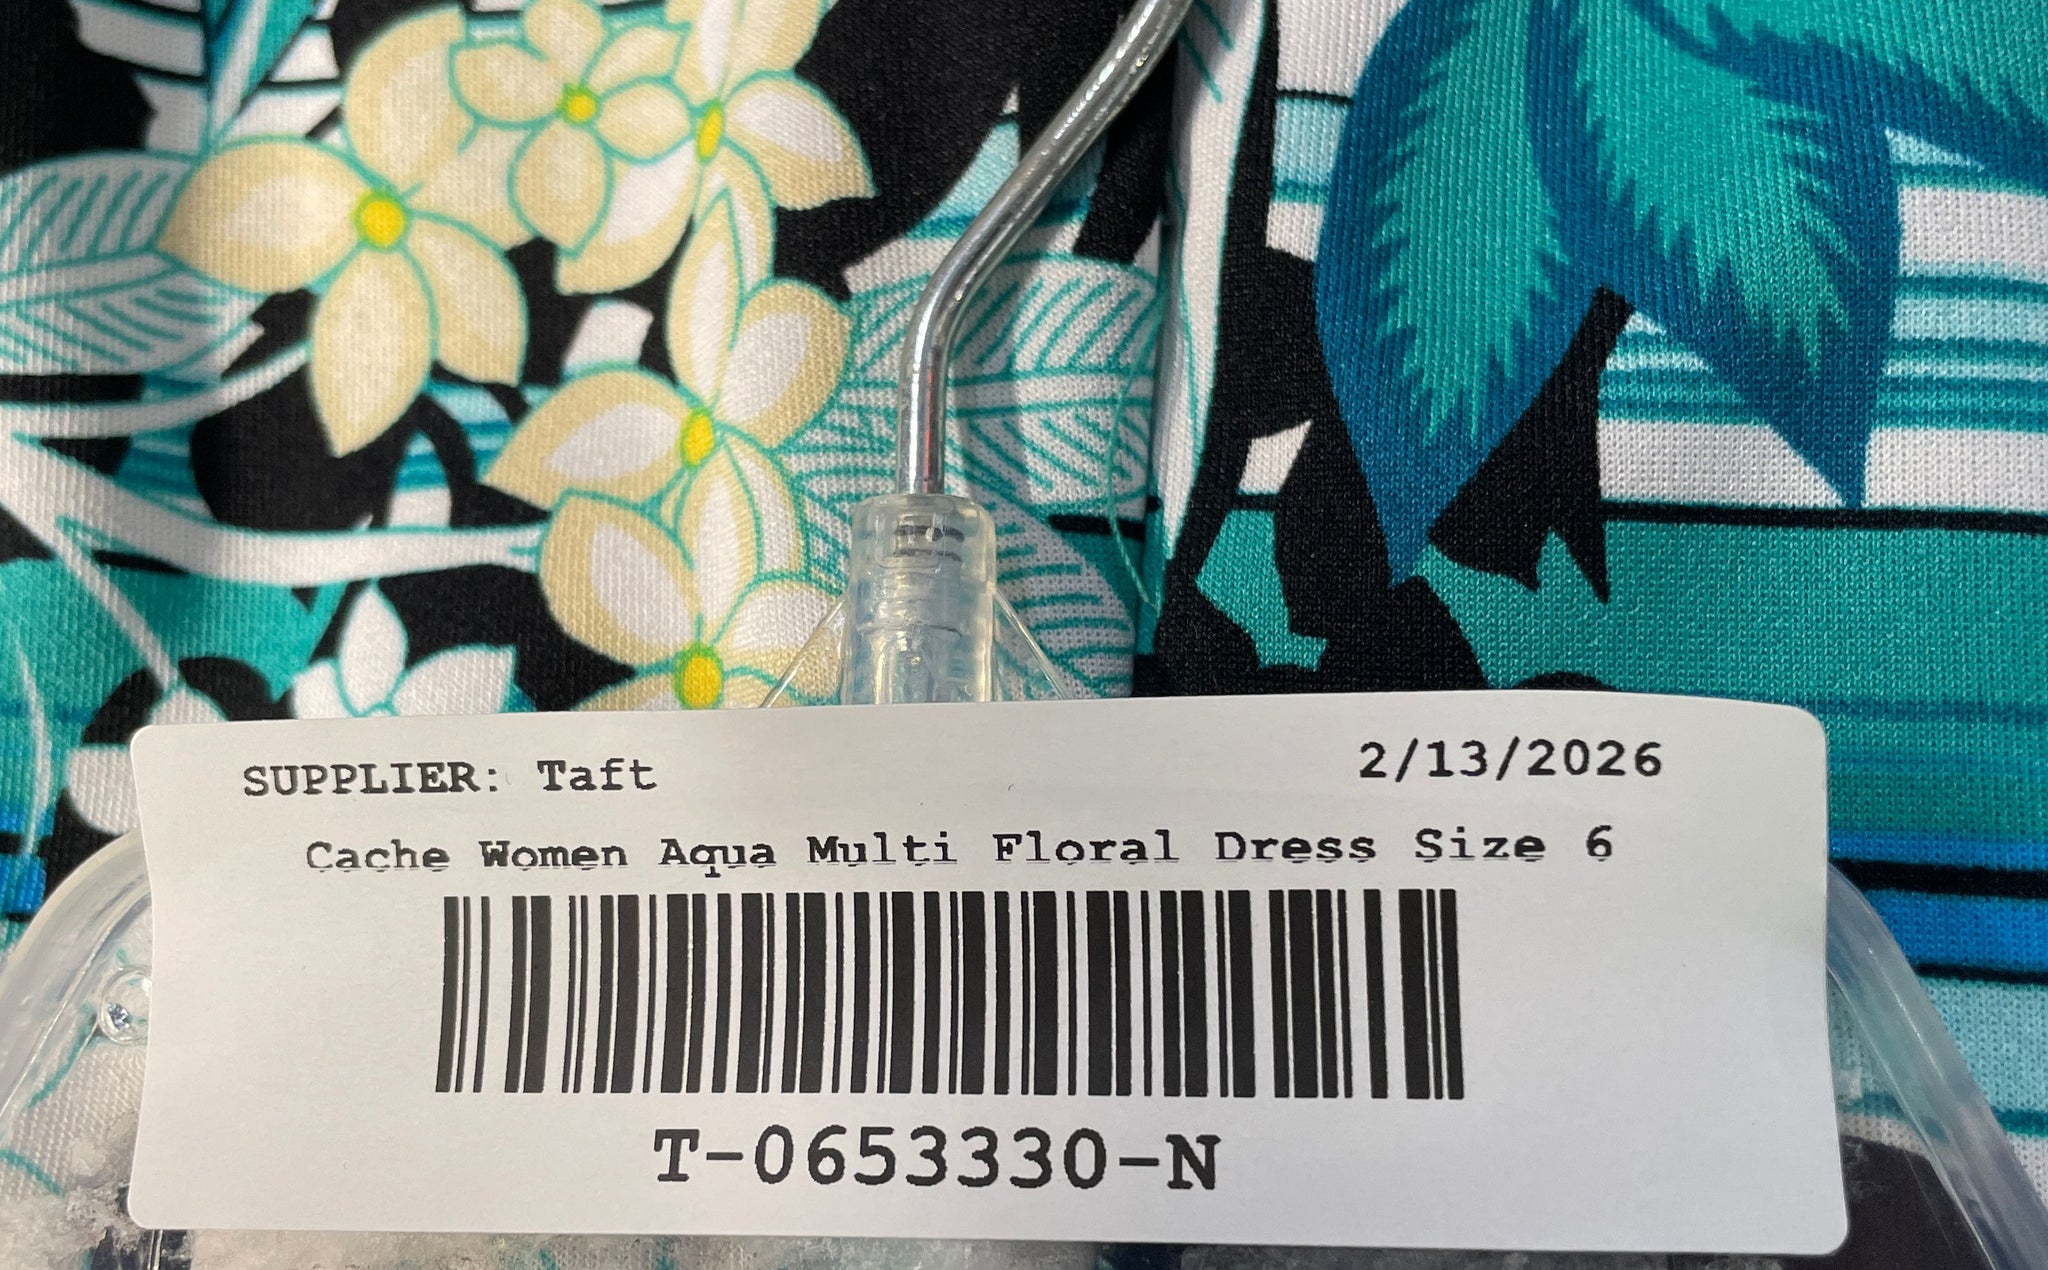 SUPPLIER: Taft
2/13/2026
Cache Women Aqua Multi Floral Dress Size 6
T-0653330-N